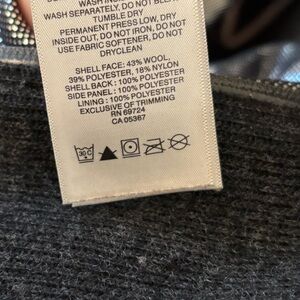 WASH SEPARATELY, DO NOT BLEACH
TUMBLE DRY
PERMANENT PRESS LOW, DRY
INSIDE OUT, DO NOT IRON, DO NOT
USE FABRIC SOFTENER, DO NOT
DRYCLEAN
SHELL FACE: 43% WOOL,
39% POLYESTER, 18% NYLON
SHELL BACK : 100% POLYESTER
SIDE PANEL : 100% POLYESTER
LINING : 100% POLYESTER
EXCLUSIVE OF TRIMMING
RN 69724
CA 05367
30 C